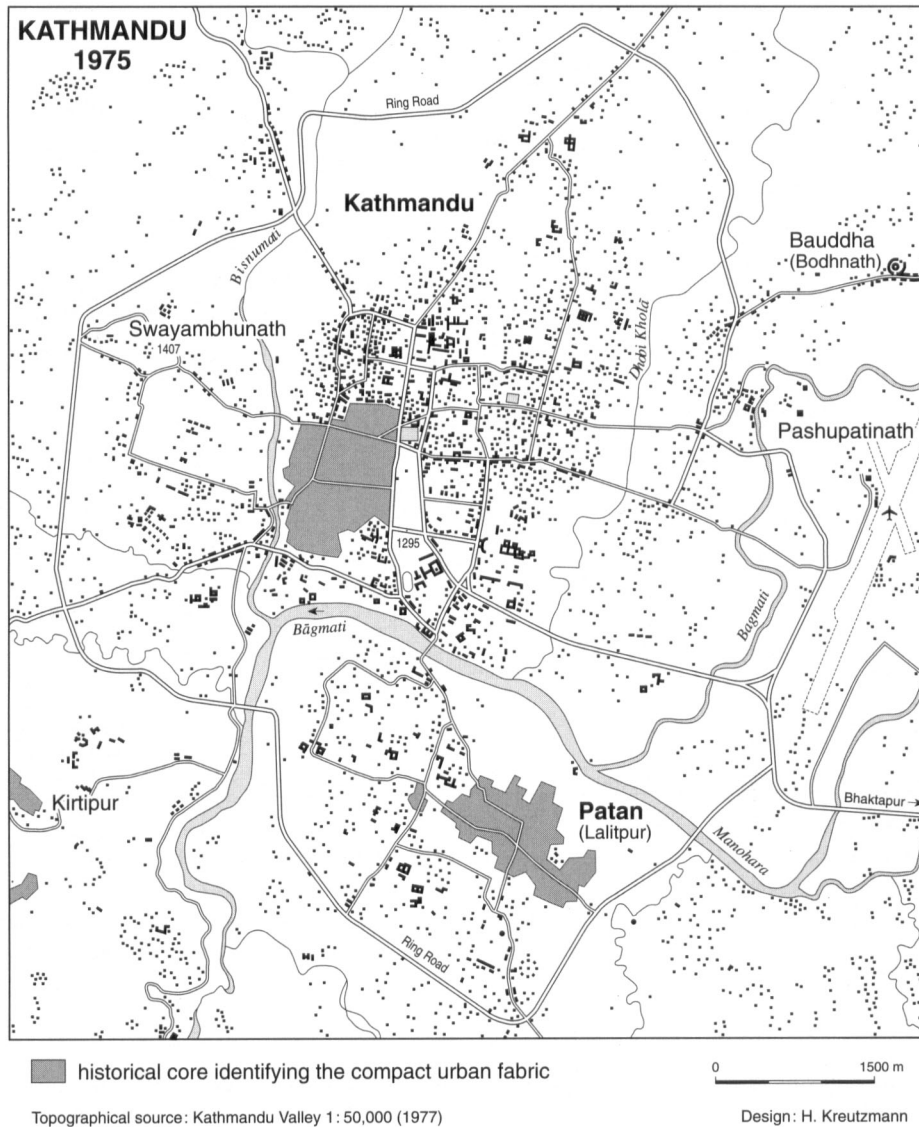 KATHMANDU
1975
Ring Road
Kathmandu
Bisnumati
Bauddha
(Bodhnath)
Dhobi Kholā
Swayambhunath
1407
Pashupatinath
1295
Bāgmati
Bagmati
Kirtipur
Patan
(Lalitpur)
Bhaktapur
Manohara
Ring Road
historical core identifying the compact urban fabric
0 1500 m
Topographical source: Kathmandu Valley 1:50,000 (1977)
Design: H. Kreutzmann